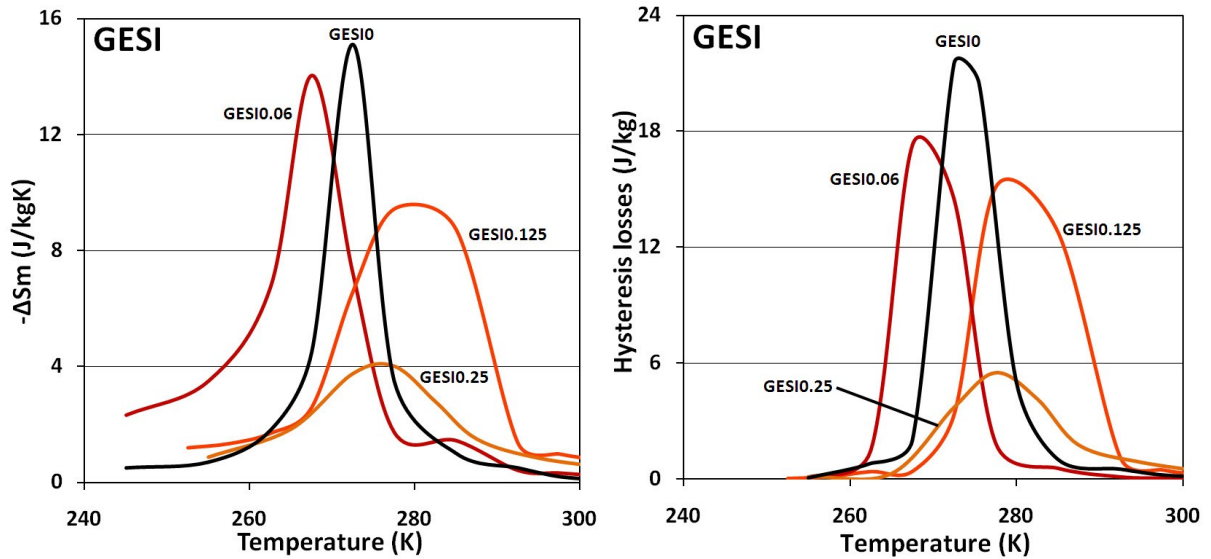 GESI
-ΔSm (J/kgK)
16
12
8
4
0
GESI0
GESI0.06
GESI0.125
GESI0.25
240
260
280
300
Temperature (K)
GESI
Hysteresis losses (J/kg)
24
18
12
6
0
GESI0
GESI0.06
GESI0.125
GESI0.25
240
260
280
300
Temperature (K)